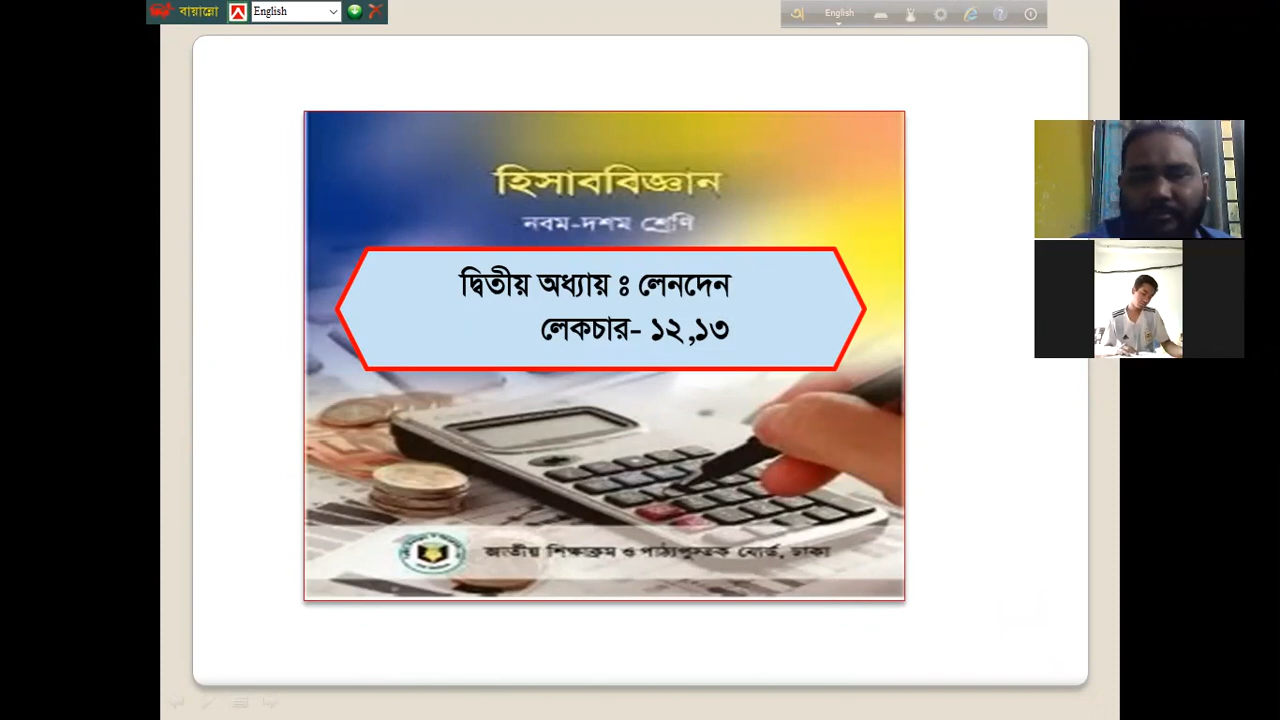 বায়ান্নো English
অ English
হিসাববিজ্ঞান
নবম-দশম শ্রেণি
দ্বিতীয় অধ্যায় ঃ লেনদেন
লেকচার- ১২,১৩
জাতীয় শিক্ষাক্রম ও পাঠ্যপুস্তক বোর্ড, ঢাকা